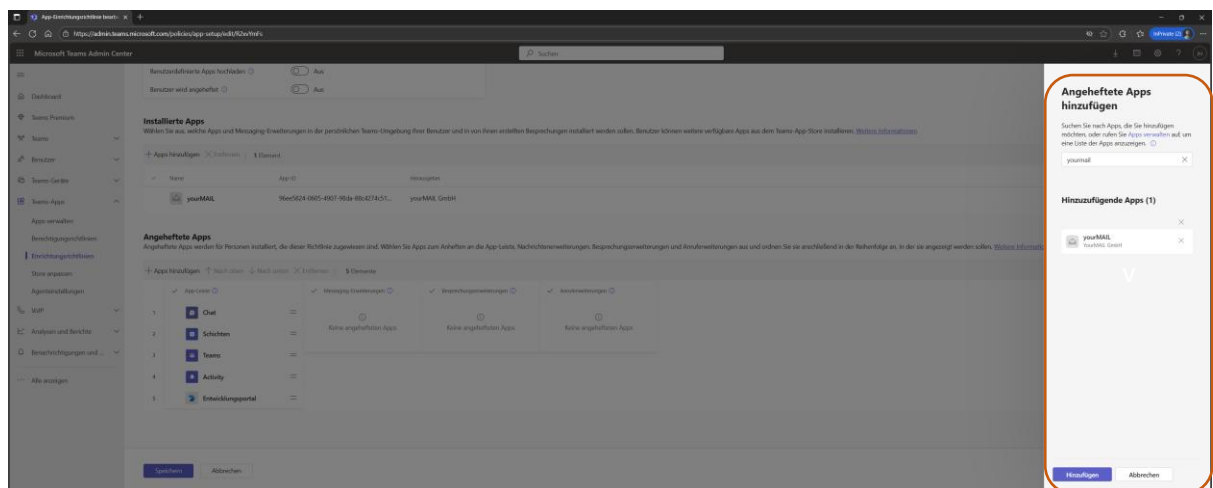 App-Einrichtungsrichtlinie bearb
https://admin.teams.microsoft.com/policies/app-setup/edit/
InPrivate (2)
Microsoft Teams Admin Center
Suchen
Dashboard
Teams Premium
Teams
Benutzer
Teams-Geräte
Teams-Apps
Apps verwalten
Berechtigungsrichtlinien
Einrichtungsrichtlinien
Store anpassen
Agenteinstellungen
VoIP
Analysen und Berichte
Benachrichtigungen und ...
Alle anzeigen
Benutzerdefinierte Apps hochladen Aus
Benutzer wird angeheftet Aus
Installierte Apps
Wählen Sie aus, welche Apps und Messaging-Erweiterungen in der persönlichen Teams-Umgebung Ihrer Benutzer und in von ihnen erstellten Besprechungen installiert werden sollen. Benutzer können weitere verfügbare Apps aus dem Teams-App-Store installieren. Weitere Informationen
+ Apps hinzufügen Entfernen 1 Element
Name App-ID Herausgeber
yourMAIL yourMAIL GmbH
Angeheftete Apps
Angeheftete Apps werden für Personen installiert, die dieser Richtlinie zugewiesen sind. Wählen Sie Apps zum Anheften an die App-Leiste, Nachrichtenerweiterungen, Besprechungserweiterungen und Anruferweiterungen aus und ordnen Sie sie anschließend in der Reihenfolge an, in der sie angezeigt werden sollen. Weitere Informatio
+ Apps hinzufügen Nach oben Nach unten Entfernen 5 Elemente
App-Leiste Messaging-Erweiterungen Besprechungserweiterungen Anruferweiterungen
1 Chat
2 Schichten
3 Teams
4 Activity
5 Entwicklungsportal
Keine angehefteten Apps Keine angehefteten Apps Keine angehefteten Apps
Speichern Abbrechen
Angeheftete Apps
hinzufügen
Suchen Sie nach Apps, die Sie hinzufügen
möchten, oder rufen Sie Apps verwalten auf, um
eine Liste der Apps anzuzeigen.
yourmail
Hinzuzufügende Apps (1)
yourMAIL
YourMAIL GmbH
V
Hinzufügen Abbrechen